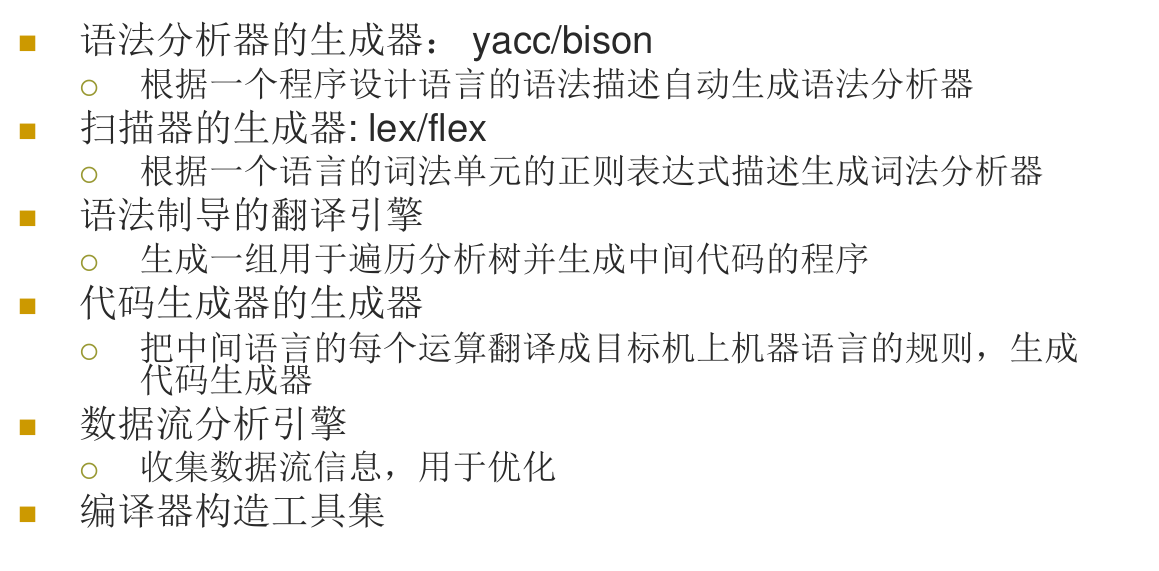 语法分析器的生成器： yacc/bison
根据一个程序设计语言的语法描述自动生成语法分析器
扫描器的生成器: lex/flex
根据一个语言的词法单元的正则表达式描述生成词法分析器
语法制导的翻译引擎
生成一组用于遍历分析树并生成中间代码的程序
代码生成器的生成器
把中间语言的每个运算翻译成目标机上机器语言的规则，生成
代码生成器
数据流分析引擎
收集数据流信息，用于优化
编译器构造工具集